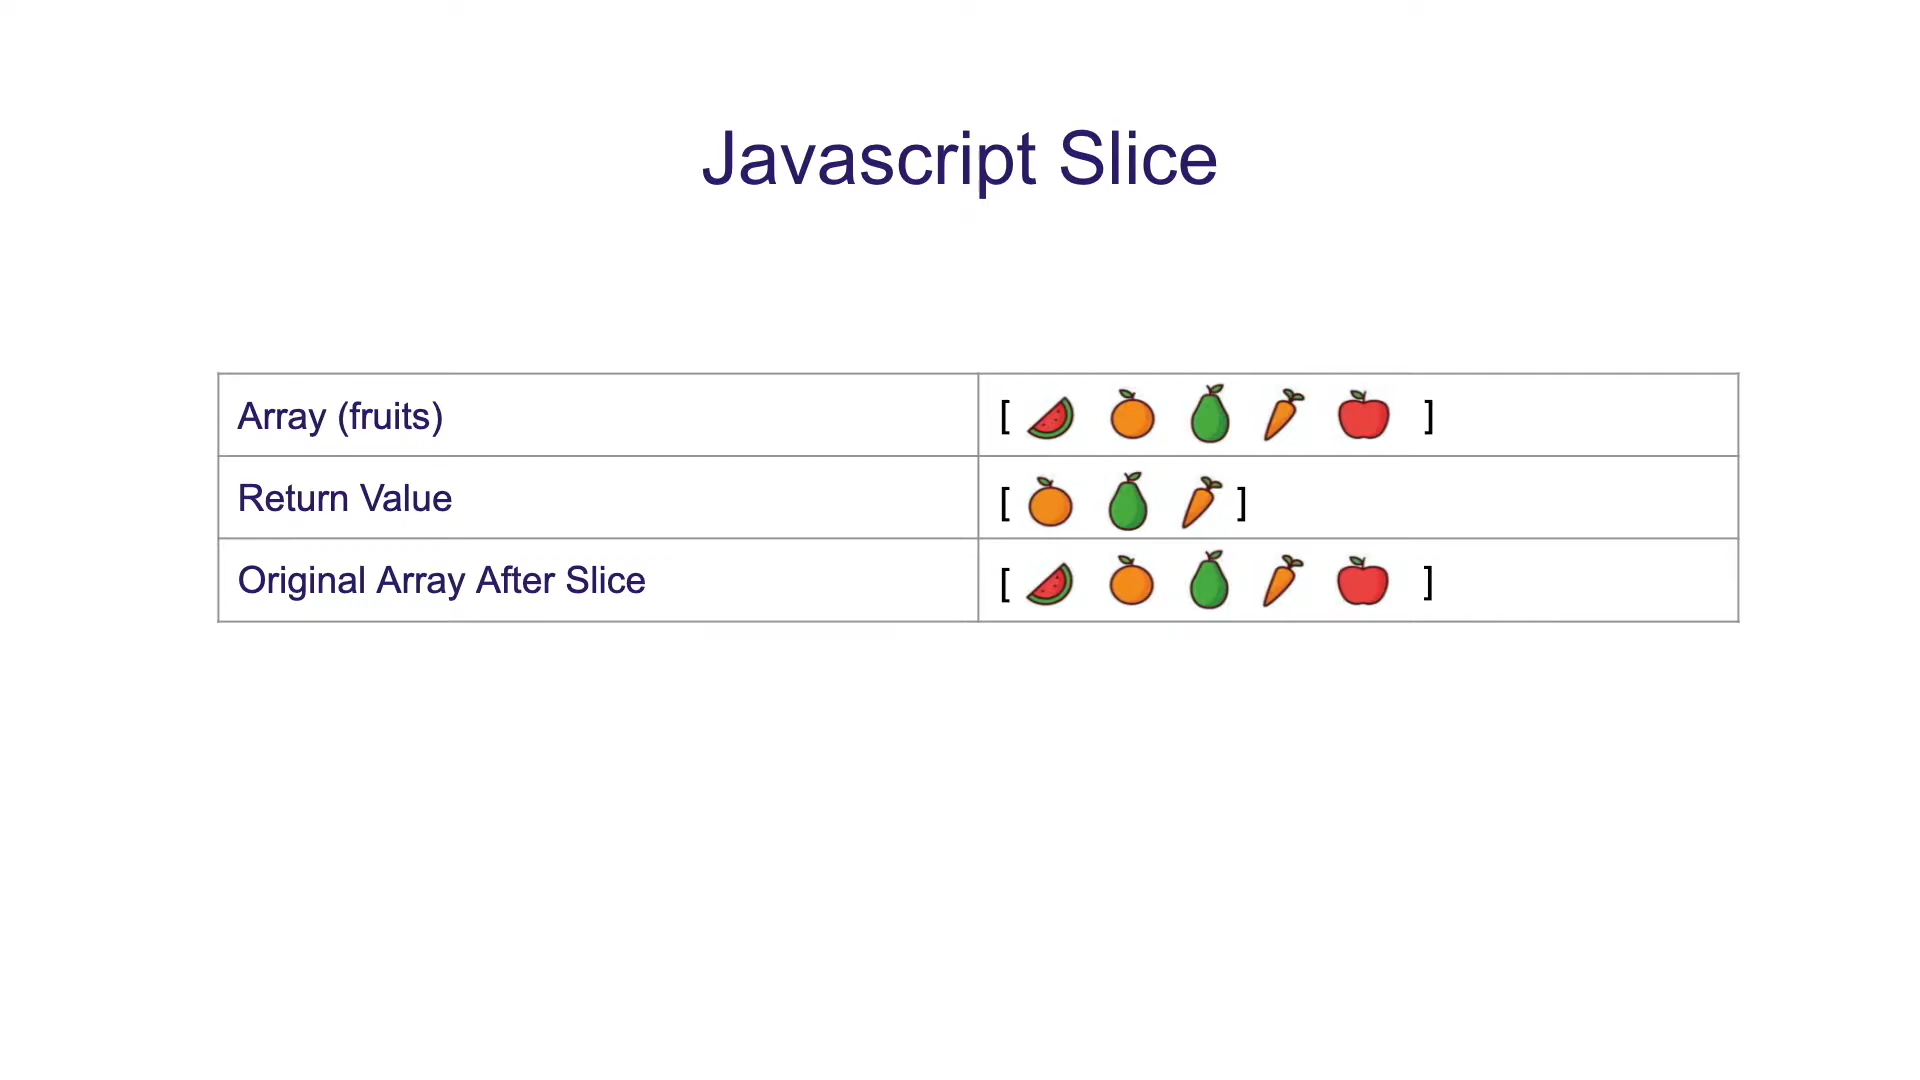 Javascript Slice
Array (fruits) [ ]
Return Value [ ]
Original Array After Slice [ ]